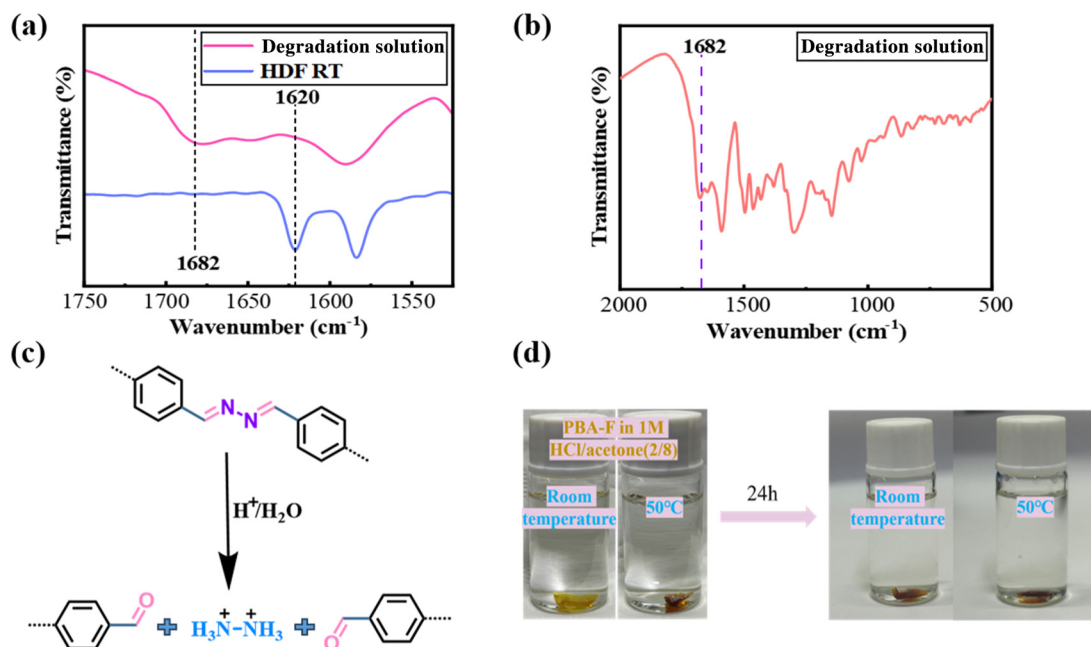 (a)
Degradation solution
HDF RT
1620
1682
Transmittance (%)
1750
1700
1650
1600
1550
Wavenumber (cm⁻¹)
(b)
1682
Degradation solution
Transmittance (%)
2000
1500
1000
500
Wavenumber (cm⁻¹)
(c)
N
N
H⁺/H₂O
O
+
H₃N⁺-N⁺H₃
+
O
(d)
PBA-F in 1M
HCl/acetone(2/8)
Room
temperature
50℃
24h
Room
temperature
50℃